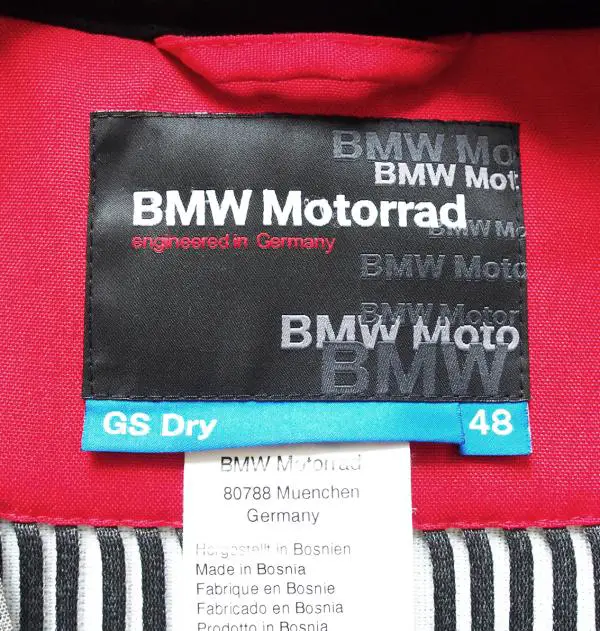 BMW Mo
BMW Mot
BMW Motorrad
BMW Mo
engineered in Germany
BMW Moto
BMW Motor
BMW Moto
BMW
GS Dry 48
BMW Motorrad
80788 Muenchen
Germany
Hergestellt in Bosnien
Made in Bosnia
Fabrique en Bosnie
Fabricado en Bosnia
Prodotto in Bosnia